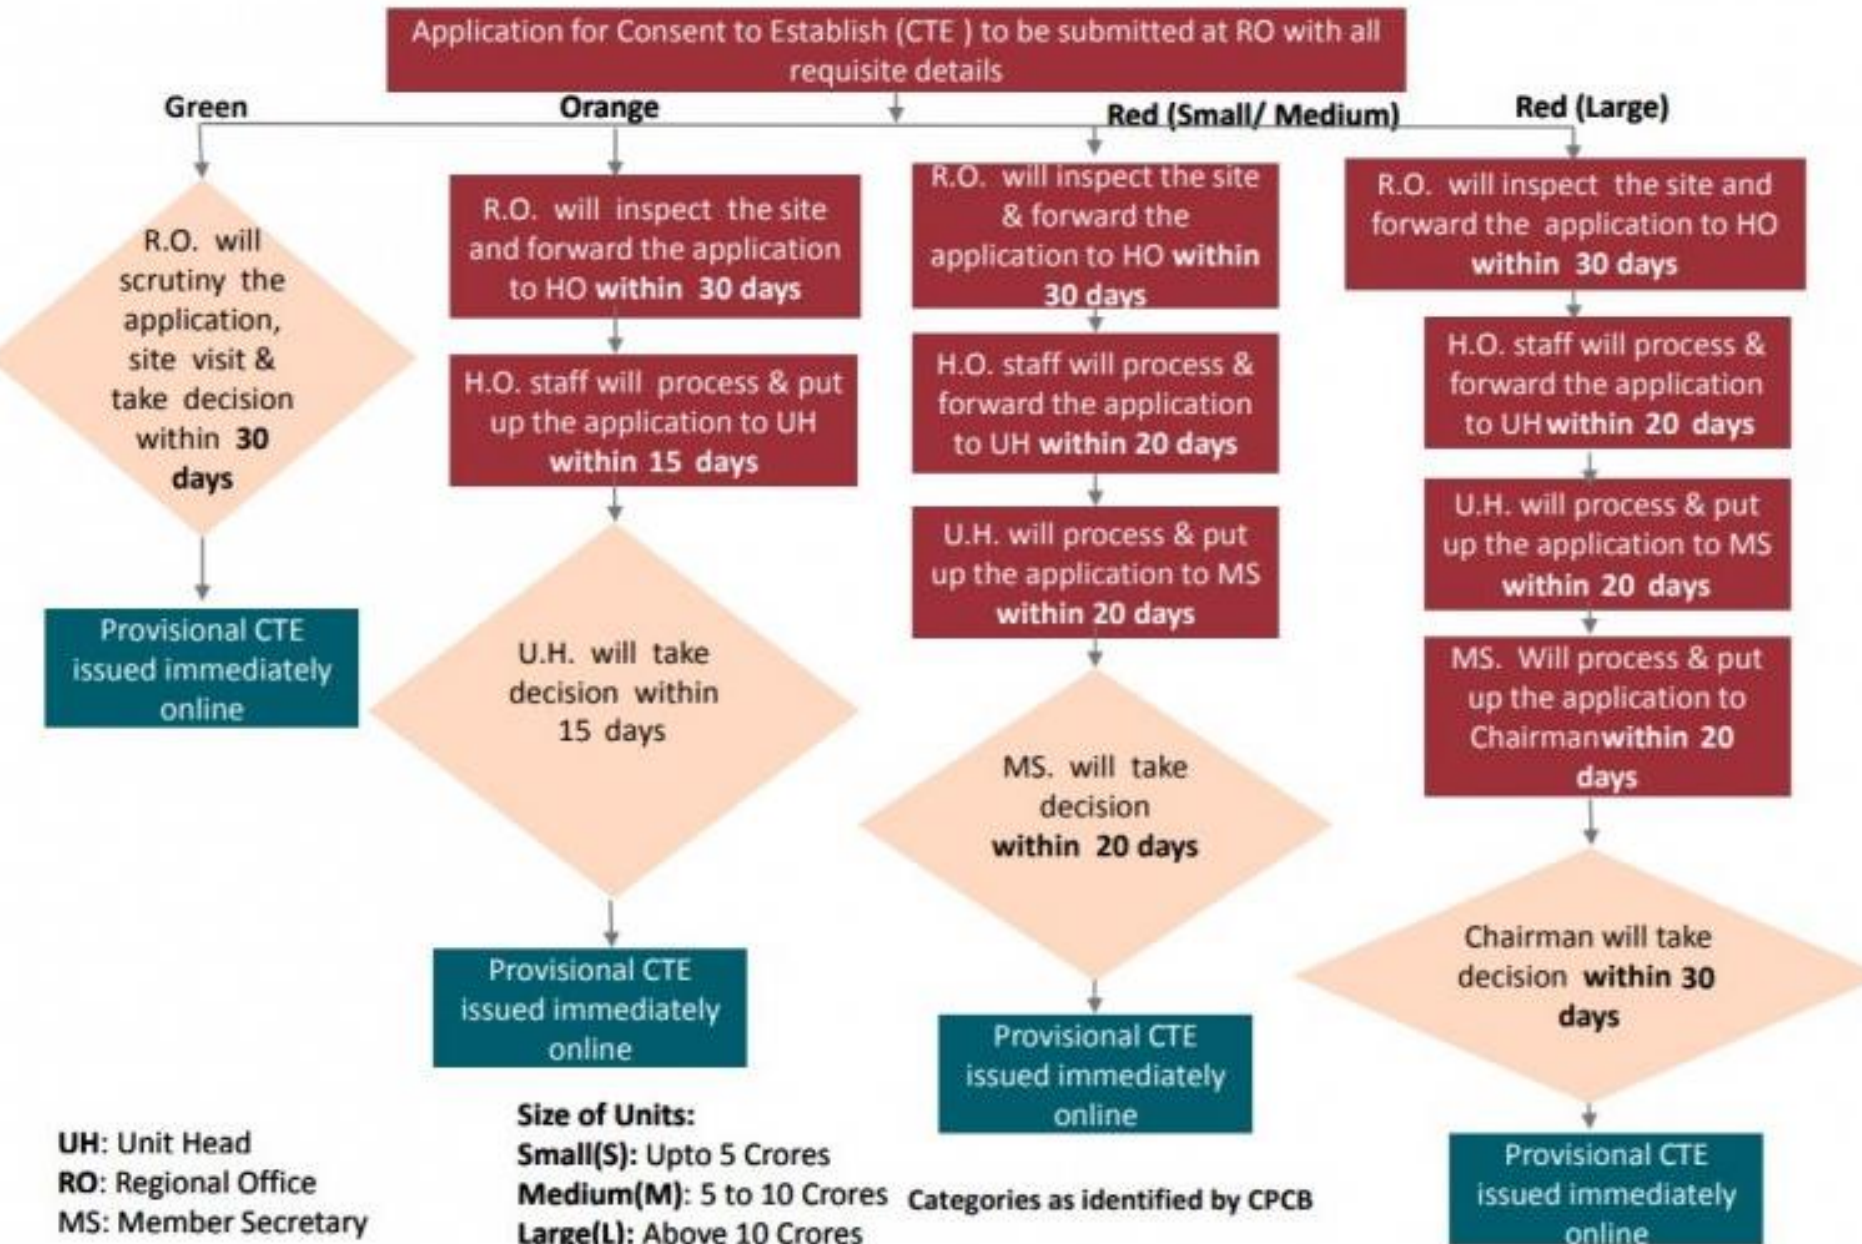 Application for Consent to Establish (CTE ) to be submitted at RO with all
requisite details
Green
Orange
Red (Small/ Medium)
Red (Large)
R.O. will
scrutiny the
application,
site visit &
take decision
within 30
days
Provisional CTE
issued immediately
online
R.O. will inspect the site
and forward the application
to HO within 30 days
H.O. staff will process & put
up the application to UH
within 15 days
U.H. will take
decision within
15 days
Provisional CTE
issued immediately
online
R.O. will inspect the site
& forward the
application to HO within
30 days
H.O. staff will process &
forward the application
to UH within 20 days
U.H. will process & put
up the application to MS
within 20 days
MS. will take
decision
within 20 days
Provisional CTE
issued immediately
online
R.O. will inspect the site and
forward the application to HO
within 30 days
H.O. staff will process &
forward the application
to UH within 20 days
U.H. will process & put
up the application to MS
within 20 days
MS. Will process & put
up the application to
Chairman within 20
days
Chairman will take
decision within 30
days
Provisional CTE
issued immediately
online
UH: Unit Head
RO: Regional Office
MS: Member Secretary
Size of Units:
Small(S): Upto 5 Crores
Medium(M): 5 to 10 Crores
Large(L): Above 10 Crores
Categories as identified by CPCB